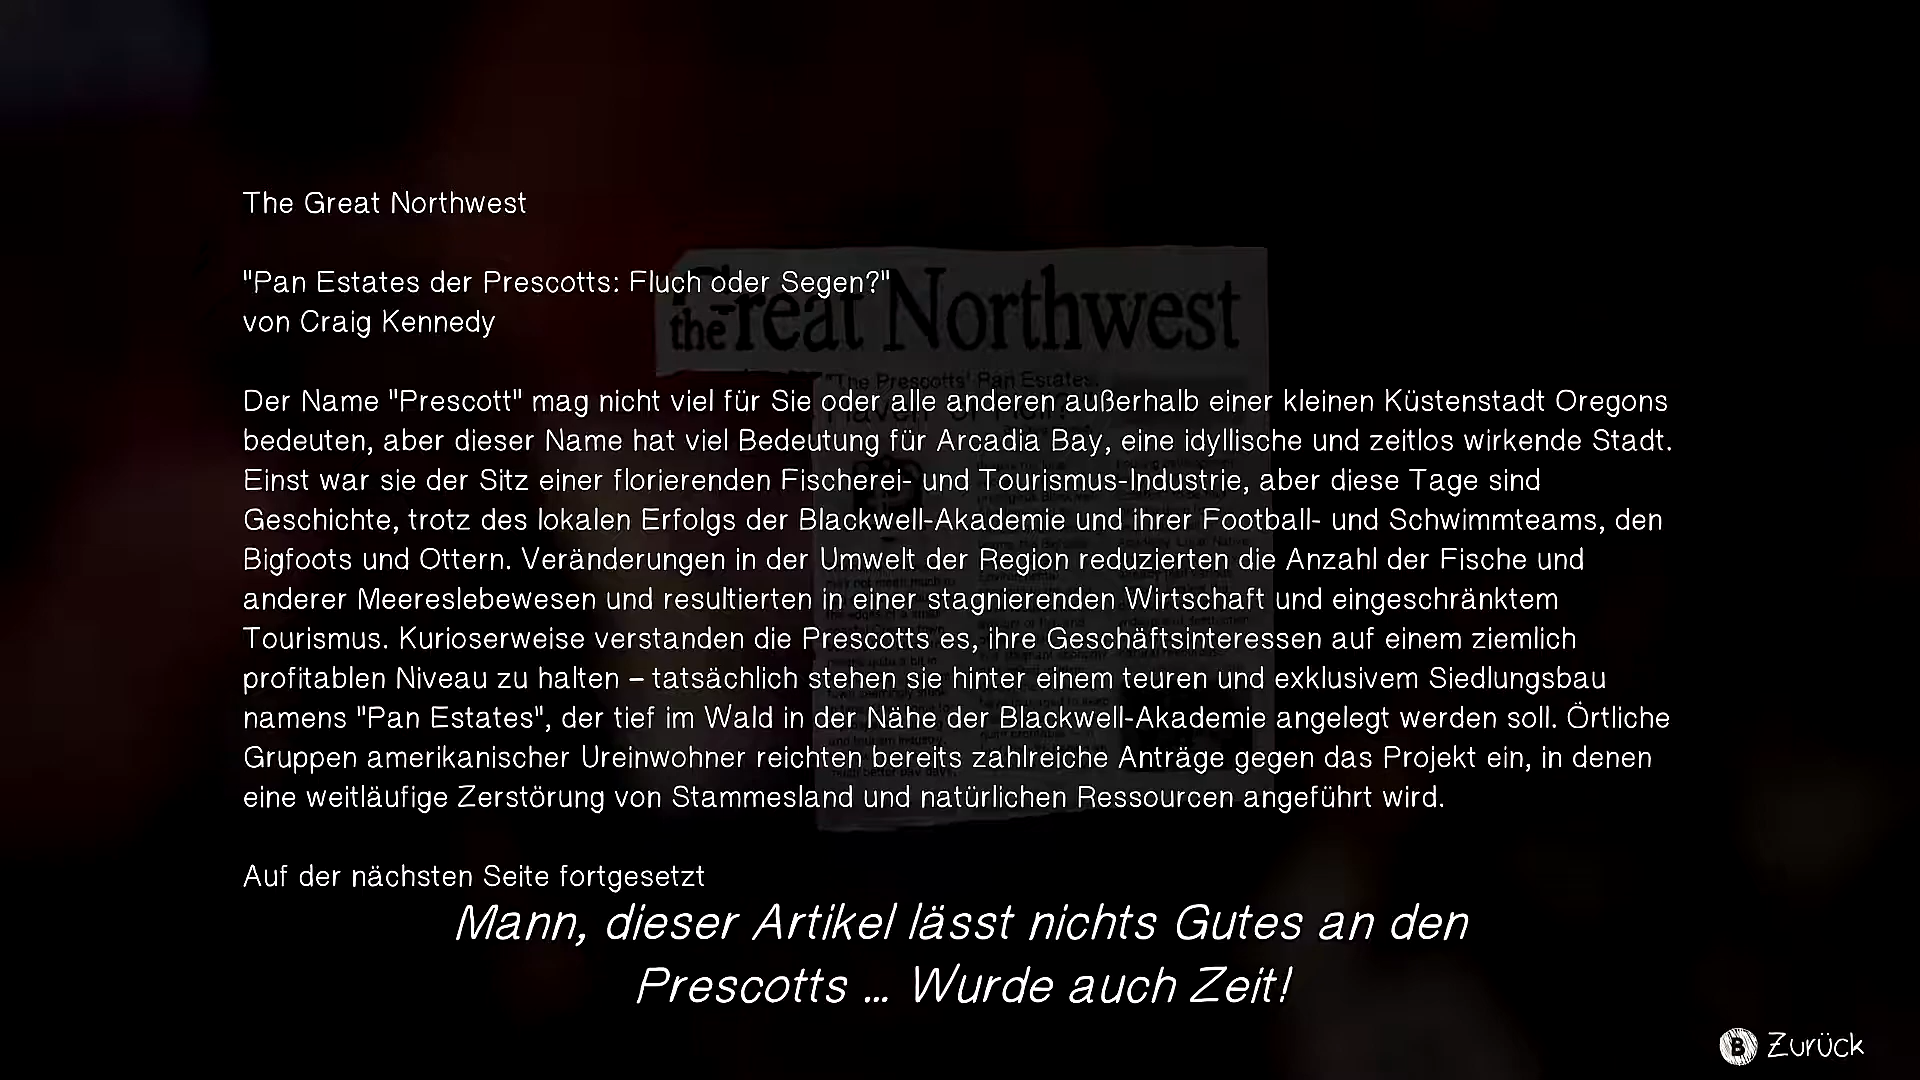 The Great Northwest
"Pan Estates der Prescotts: Fluch oder Segen?"
von Craig Kennedy
the Great Northwest
"The Prescotts' Pan Estates:
Der Name "Prescott" mag nicht viel für Sie oder alle anderen außerhalb einer kleinen Küstenstadt Oregons
bedeuten, aber dieser Name hat viel Bedeutung für Arcadia Bay, eine idyllische und zeitlos wirkende Stadt.
Einst war sie der Sitz einer florierenden Fischerei- und Tourismus-Industrie, aber diese Tage sind
Geschichte, trotz des lokalen Erfolgs der Blackwell-Akademie und ihrer Football- und Schwimmteams, den
Bigfoots und Ottern. Veränderungen in der Umwelt der Region reduzierten die Anzahl der Fische und
anderer Meereslebewesen und resultierten in einer stagnierenden Wirtschaft und eingeschränktem
Tourismus. Kurioserweise verstanden die Prescotts es, ihre Geschäftsinteressen auf einem ziemlich
profitablen Niveau zu halten – tatsächlich stehen sie hinter einem teuren und exklusivem Siedlungsbau
namens "Pan Estates", der tief im Wald in der Nähe der Blackwell-Akademie angelegt werden soll. Örtliche
Gruppen amerikanischer Ureinwohner reichten bereits zahlreiche Anträge gegen das Projekt ein, in denen
eine weitläufige Zerstörung von Stammesland und natürlichen Ressourcen angeführt wird.
Auf der nächsten Seite fortgesetzt
Mann, dieser Artikel lässt nichts Gutes an den
Prescotts ... Wurde auch Zeit!
B Zurück